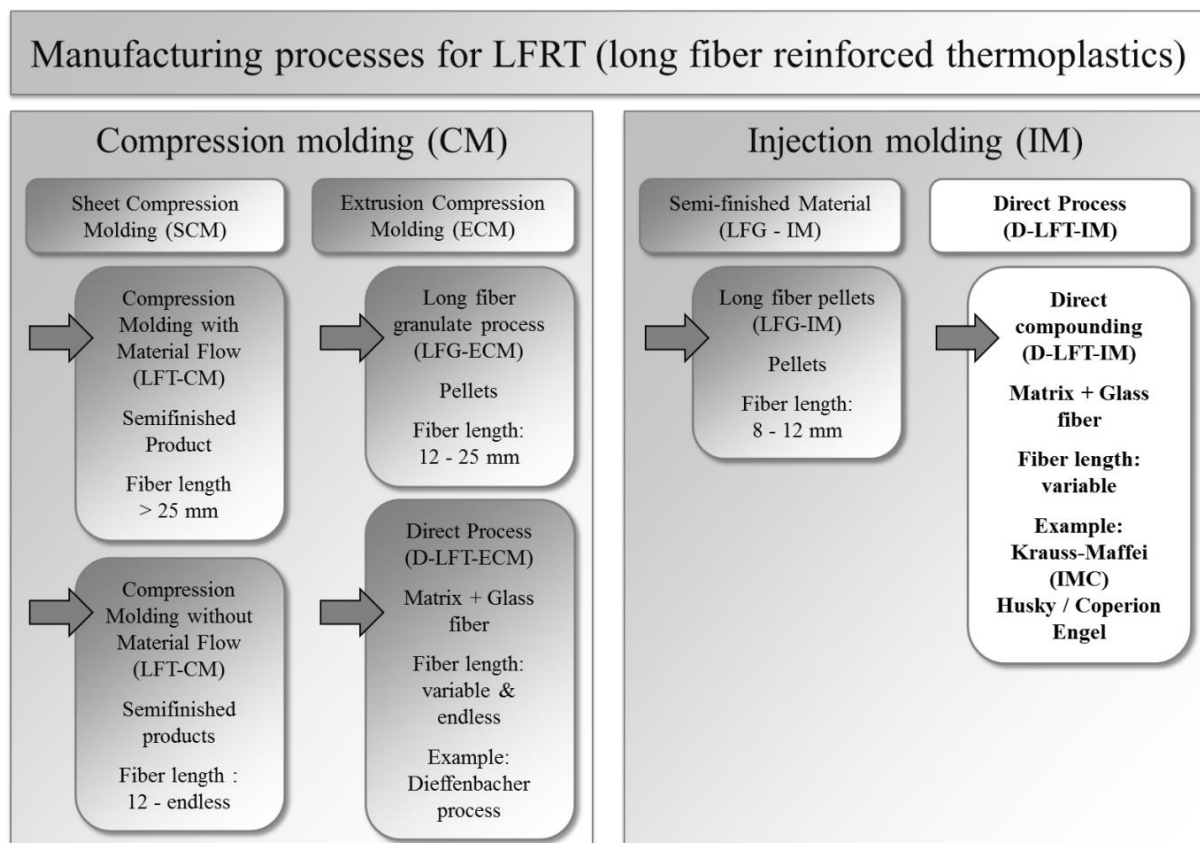 Manufacturing processes for LFRT (long fiber reinforced thermoplastics)
Compression molding (CM)
Sheet Compression
Molding (SCM)
Compression
Molding with
Material Flow
(LFT-CM)
Semifinished
Product
Fiber length
> 25 mm
Compression
Molding without
Material Flow
(LFT-CM)
Semifinished
products
Fiber length :
12 - endless
Extrusion Compression
Molding (ECM)
Long fiber
granulate process
(LFG-ECM)
Pellets
Fiber length:
12 - 25 mm
Direct Process
(D-LFT-ECM)
Matrix + Glass
fiber
Fiber length:
variable &
endless
Example:
Dieffenbacher
process
Injection molding (IM)
Semi-finished Material
(LFG - IM)
Long fiber pellets
(LFG-IM)
Pellets
Fiber length:
8 - 12 mm
Direct Process
(D-LFT-IM)
Direct
compounding
(D-LFT-IM)
Matrix + Glass
fiber
Fiber length:
variable
Example:
Krauss-Maffei
(IMC)
Husky / Coperion
Engel